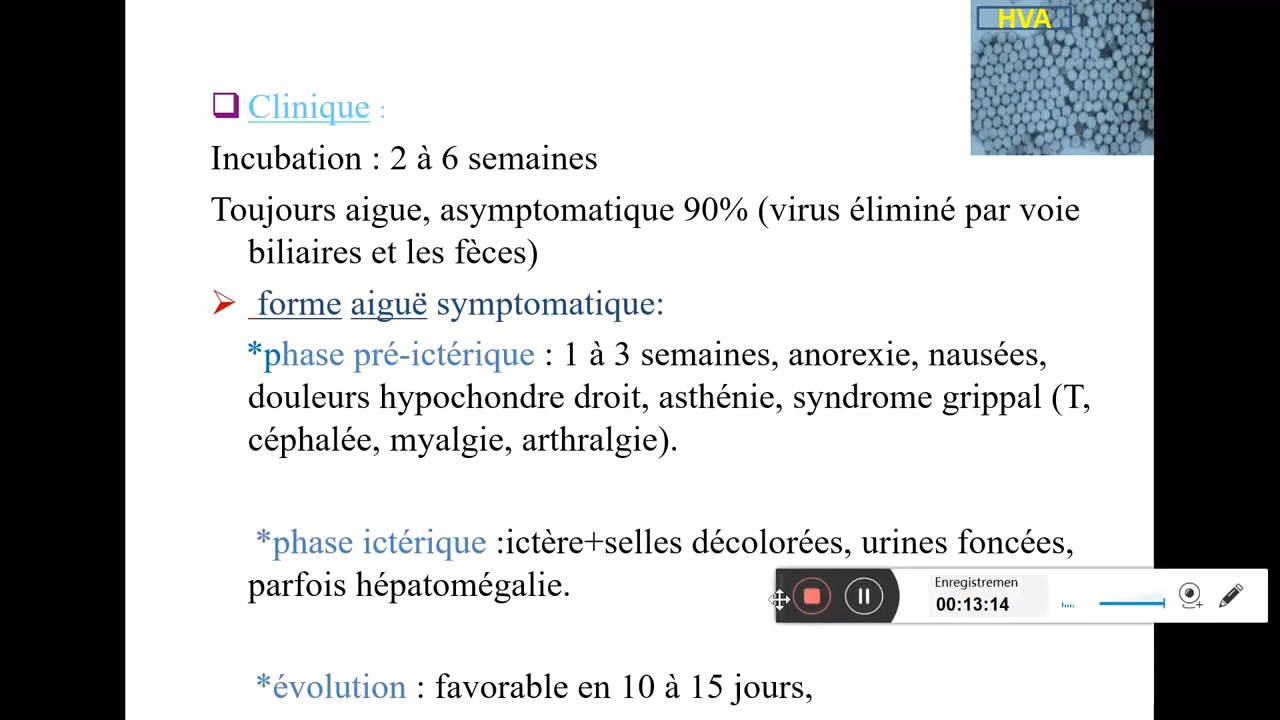 HVA
Clinique :
Incubation : 2 à 6 semaines
Toujours aigue, asymptomatique 90% (virus éliminé par voie
biliaires et les fèces)
forme aiguë symptomatique:
*phase pré-ictérique : 1 à 3 semaines, anorexie, nausées,
douleurs hypochondre droit, asthénie, syndrome grippal (T,
céphalée, myalgie, arthralgie).
*phase ictérique :ictère+selles décolorées, urines foncées,
parfois hépatomégalie.
Enregistremen
00:13:14
*évolution : favorable en 10 à 15 jours,